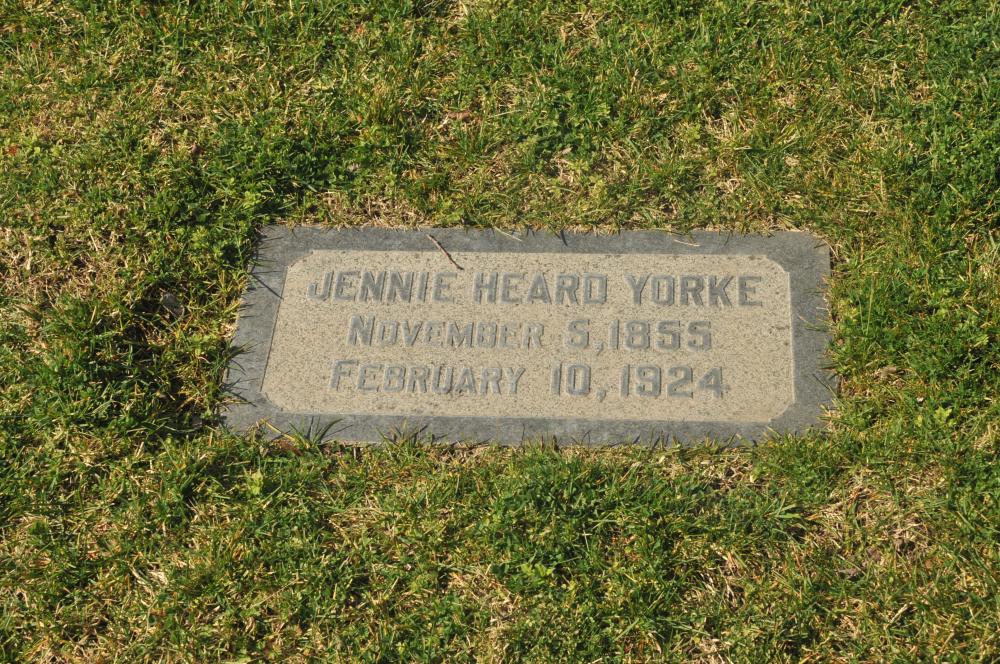 JENNIE HEARD YORKE
NOVEMBER 5, 1855
FEBRUARY 10, 1924